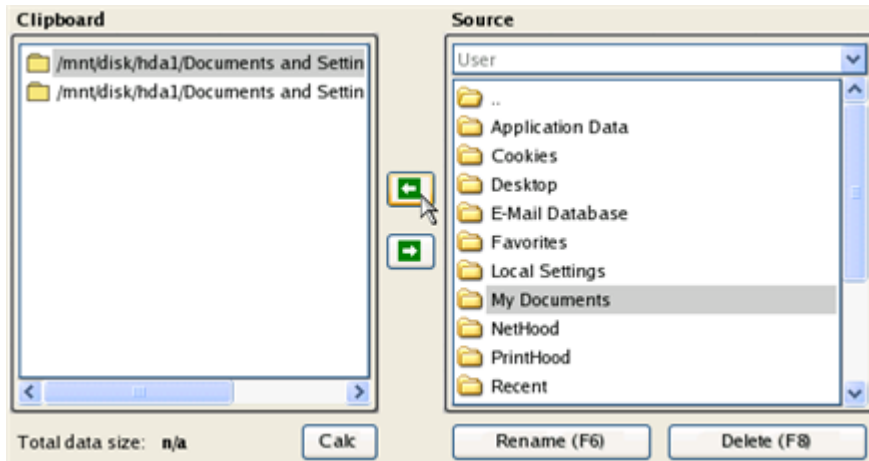 Clipboard
/mnt/disk/hda1/Documents and Settin
/mnt/disk/hda1/Documents and Settin
Total data size: n/a
Calc
Source
User
..
Application Data
Cookies
Desktop
E-Mail Database
Favorites
Local Settings
My Documents
NetHood
PrintHood
Recent
Rename (F6)
Delete (F8)